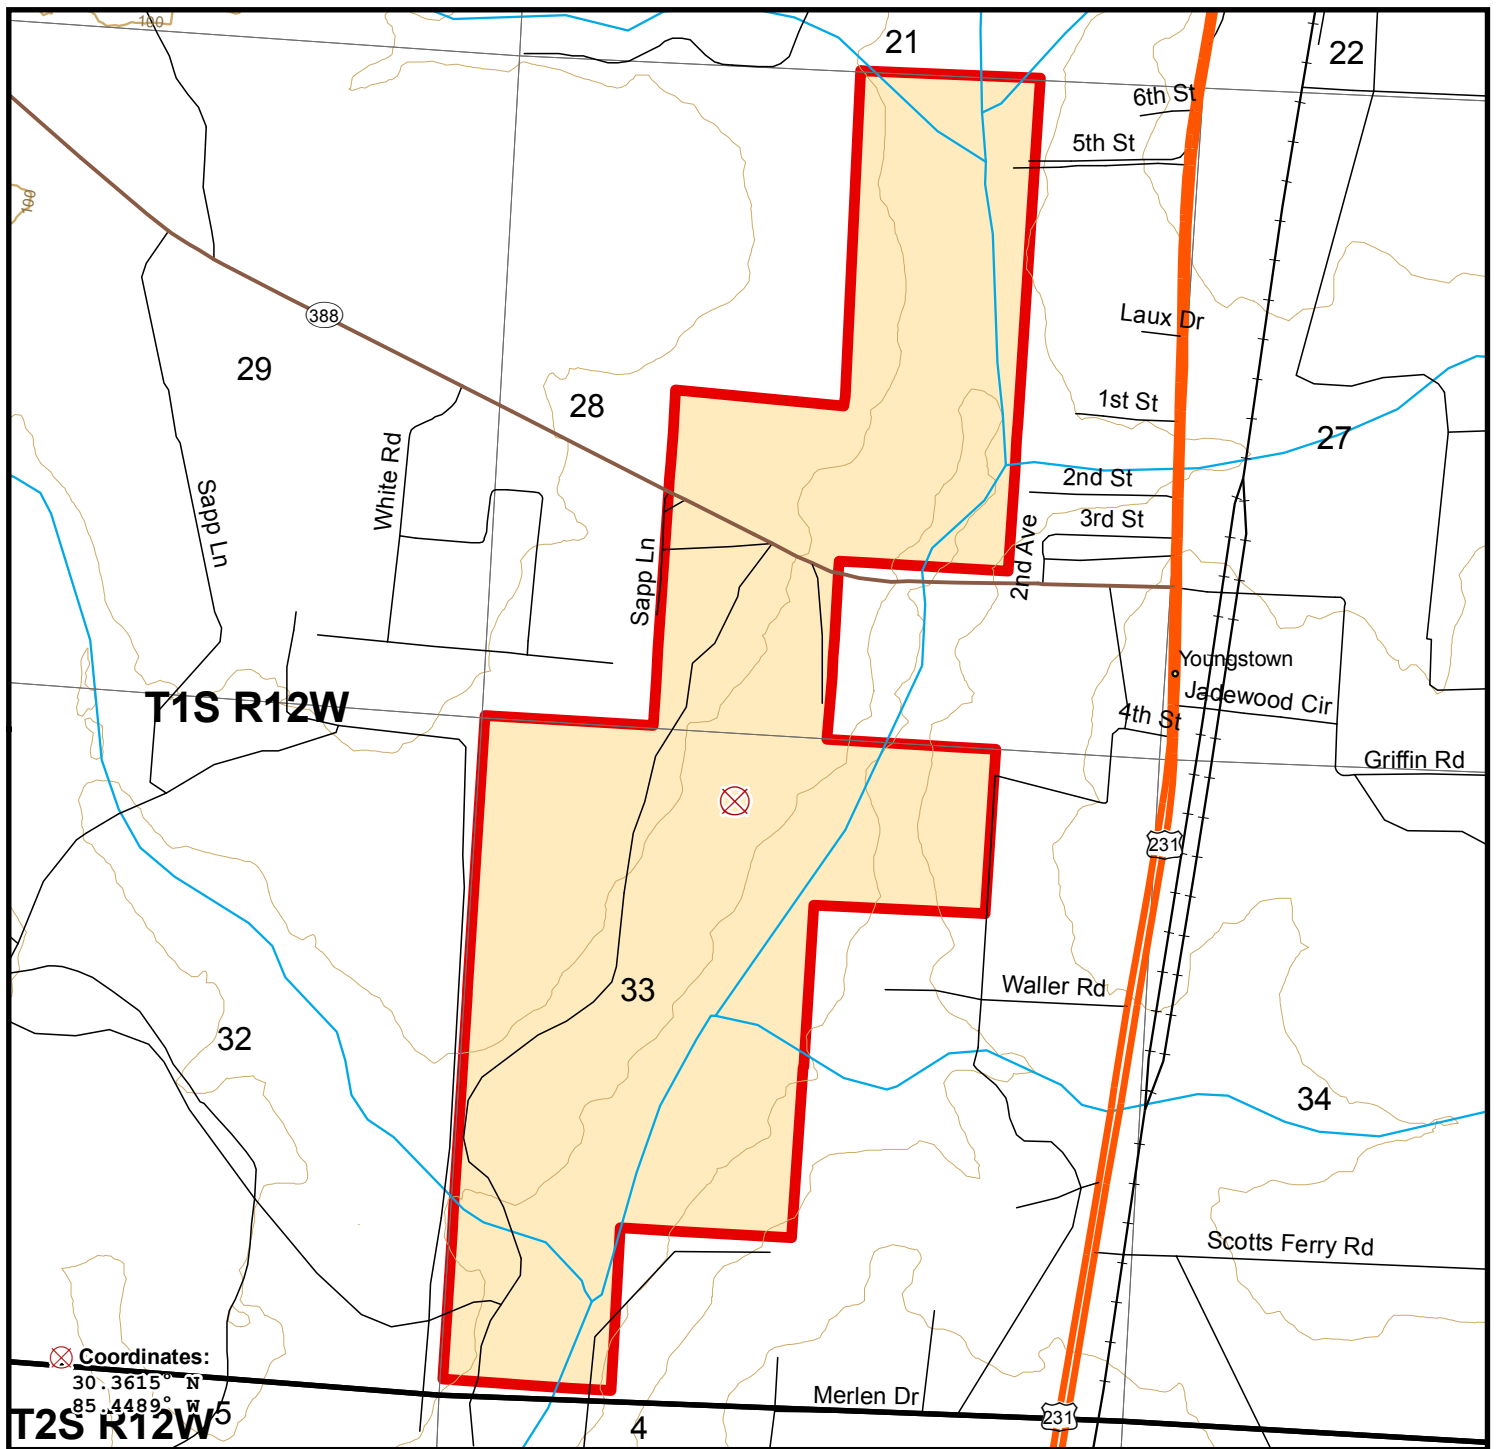 100
21
22
6th St
5th St
100
388
Laux Dr
29
28
1st St
27
White Rd
Sapp Ln
2nd St
3rd St
Sapp Ln
2nd Ave
Youngstown
T1S R12W
Jadewood Cir
4th St
Griffin Rd
231
33
Waller Rd
32
34
Scotts Ferry Rd
Coordinates:
30.3615° N
85.4489° W
Merlen Dr
T2S R12W
5
4
231